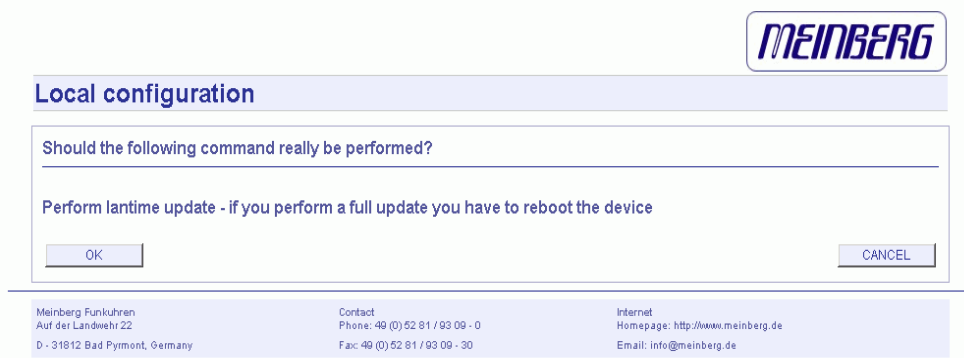 MEINBERG
Local configuration
Should the following command really be performed?
Perform lantime update - if you perform a full update you have to reboot the device
OK
CANCEL
Meinberg Funkuhren
Auf der Landwehr 22
D - 31812 Bad Pyrmont, Germany
Contact
Phone: 49 (0) 52 81 / 93 09 - 0
Fax: 49 (0) 52 81 / 93 09 - 30
Internet
Homepage: http://www.meinberg.de
Email: info@meinberg.de